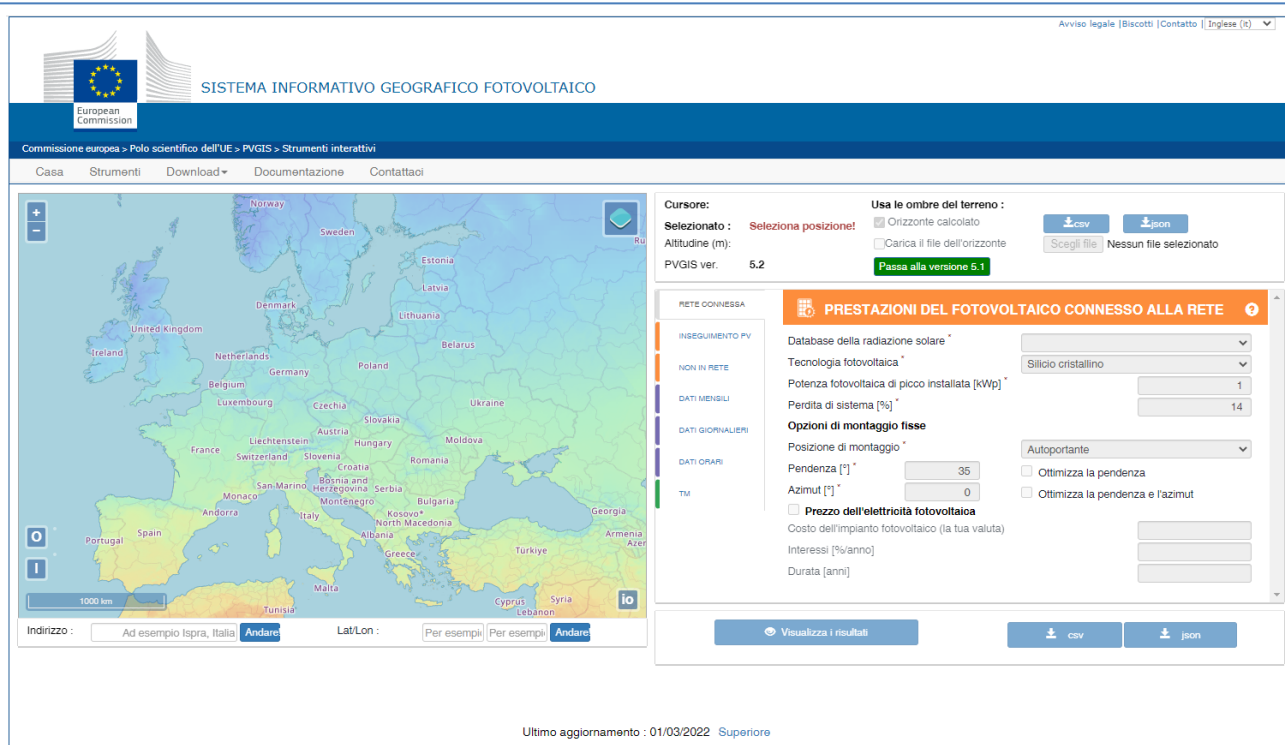 Avviso legale |Biscotti |Contatto | Inglese (it)
European
Commission
SISTEMA INFORMATIVO GEOGRAFICO FOTOVOLTAICO
Commissione europea > Polo scientifico dell'UE > PVGIS > Strumenti interattivi
Casa Strumenti Download Documentazione Contattaci
+
−
Norway
Sweden
Ru
Estonia
Latvia
Denmark
Lithuania
United Kingdom
Ireland
Belarus
Netherlands
Poland
Germany
Belgium
Luxembourg
Czechia
Ukraine
Slovakia
Austria
Liechtenstein
Hungary
Moldova
France
Switzerland
Slovenia
Croatia
Romania
San Marino
Bosnia and
Herzegovina
Serbia
Monaco
Montenegro
Bulgaria
Andorra
Italy
Kosovo*
Georgia
North Macedonia
Spain
Portugal
Albania
Armenia
Azer
Greece
Türkiye
Malta
Cyprus
Syria
Tunisia
Lebanon
O
I
1000 km
io
Indirizzo : Ad esempio Ispra, Italia Andare! Lat/Lon : Per esempi Per esempi Andare!
Cursore:
Selezionato : Seleziona posizione!
Altitudine (m):
PVGIS ver. 5.2
Usa le ombre del terreno :
Orizzonte calcolato
Carica il file dell'orizzonte
Passa alla versione 5.1
csv json
Scegli file Nessun file selezionato
RETE CONNESSA
INSEGUIMENTO PV
NON IN RETE
DATI MENSILI
DATI GIORNALIERI
DATI ORARI
TM
PRESTAZIONI DEL FOTOVOLTAICO CONNESSO ALLA RETE ?
Database della radiazione solare *
Tecnologia fotovoltaica * Silicio cristallino
Potenza fotovoltaica di picco installata [kWp] * 1
Perdita di sistema [%] * 14
Opzioni di montaggio fisse
Posizione di montaggio * Autoportante
Pendenza [°] * 35 Ottimizza la pendenza
Azimut [°] * 0 Ottimizza la pendenza e l'azimut
Prezzo dell'elettricità fotovoltaica
Costo dell'impianto fotovoltaico (la tua valuta)
Interessi [%/anno]
Durata [anni]
Visualizza i risultati csv json
Ultimo aggiornamento : 01/03/2022 Superiore